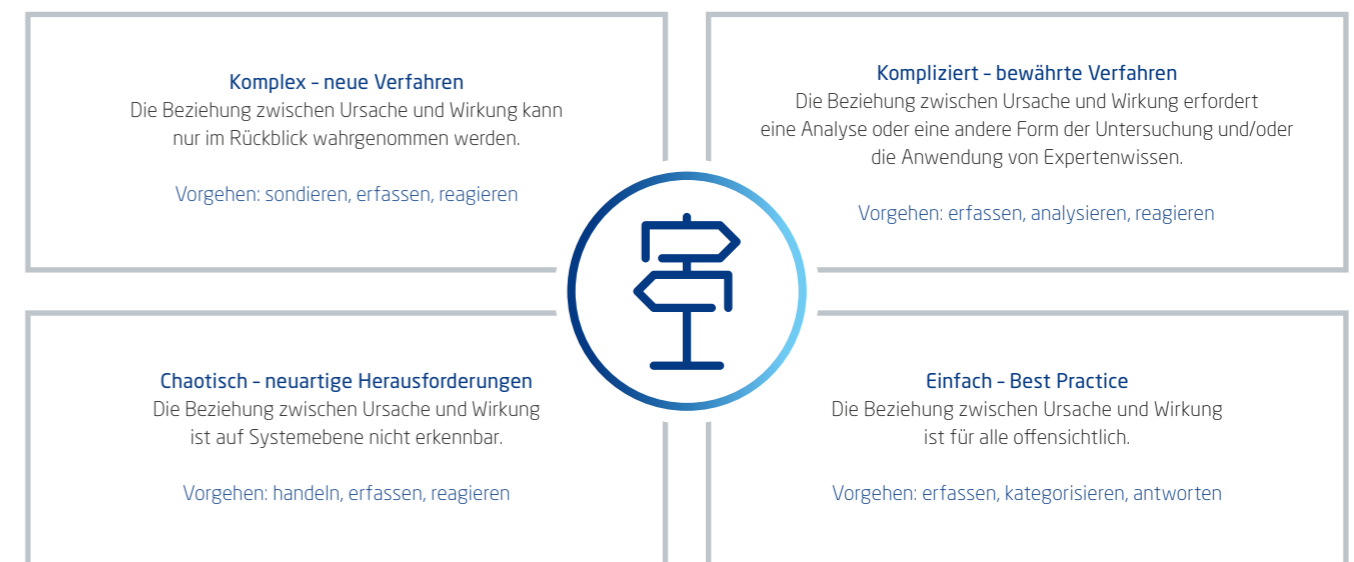 Komplex – neue Verfahren
Die Beziehung zwischen Ursache und Wirkung kann
nur im Rückblick wahrgenommen werden.
Vorgehen: sondieren, erfassen, reagieren
Kompliziert – bewährte Verfahren
Die Beziehung zwischen Ursache und Wirkung erfordert
eine Analyse oder eine andere Form der Untersuchung und/oder
die Anwendung von Expertenwissen.
Vorgehen: erfassen, analysieren, reagieren
Chaotisch – neuartige Herausforderungen
Die Beziehung zwischen Ursache und Wirkung
ist auf Systemebene nicht erkennbar.
Vorgehen: handeln, erfassen, reagieren
Einfach – Best Practice
Die Beziehung zwischen Ursache und Wirkung
ist für alle offensichtlich.
Vorgehen: erfassen, kategorisieren, antworten